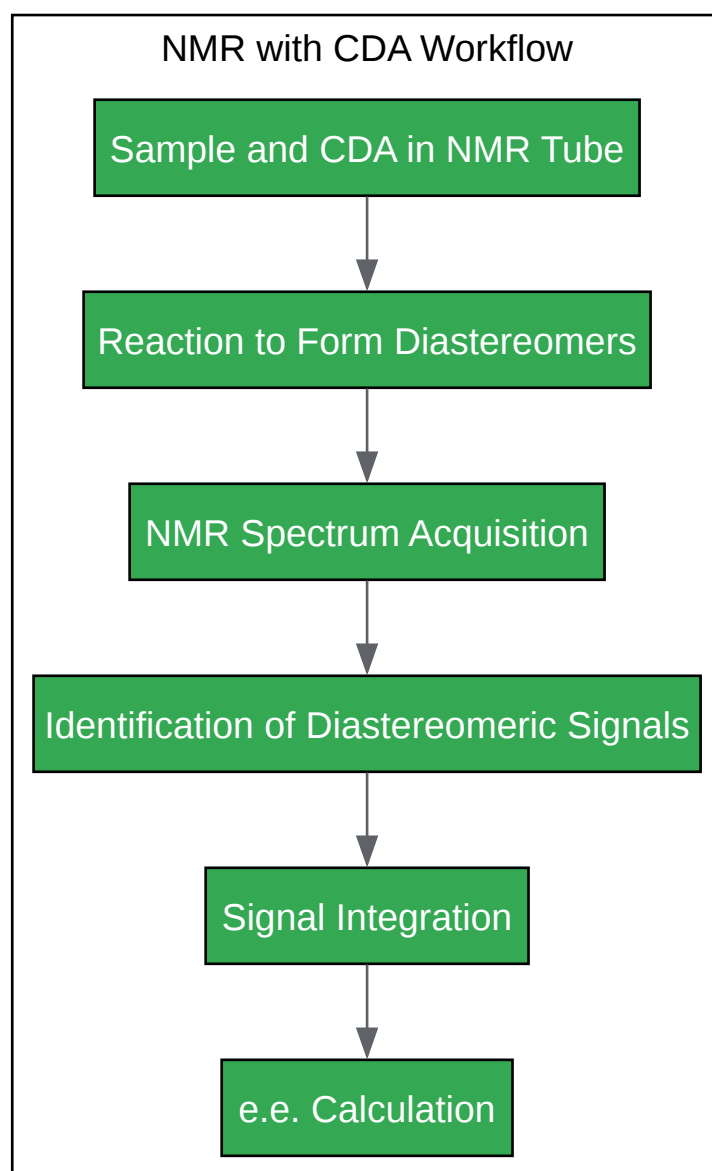 NMR with CDA Workflow
Sample and CDA in NMR Tube
Reaction to Form Diastereomers
NMR Spectrum Acquisition
Identification of Diastereomeric Signals
Signal Integration
e.e. Calculation